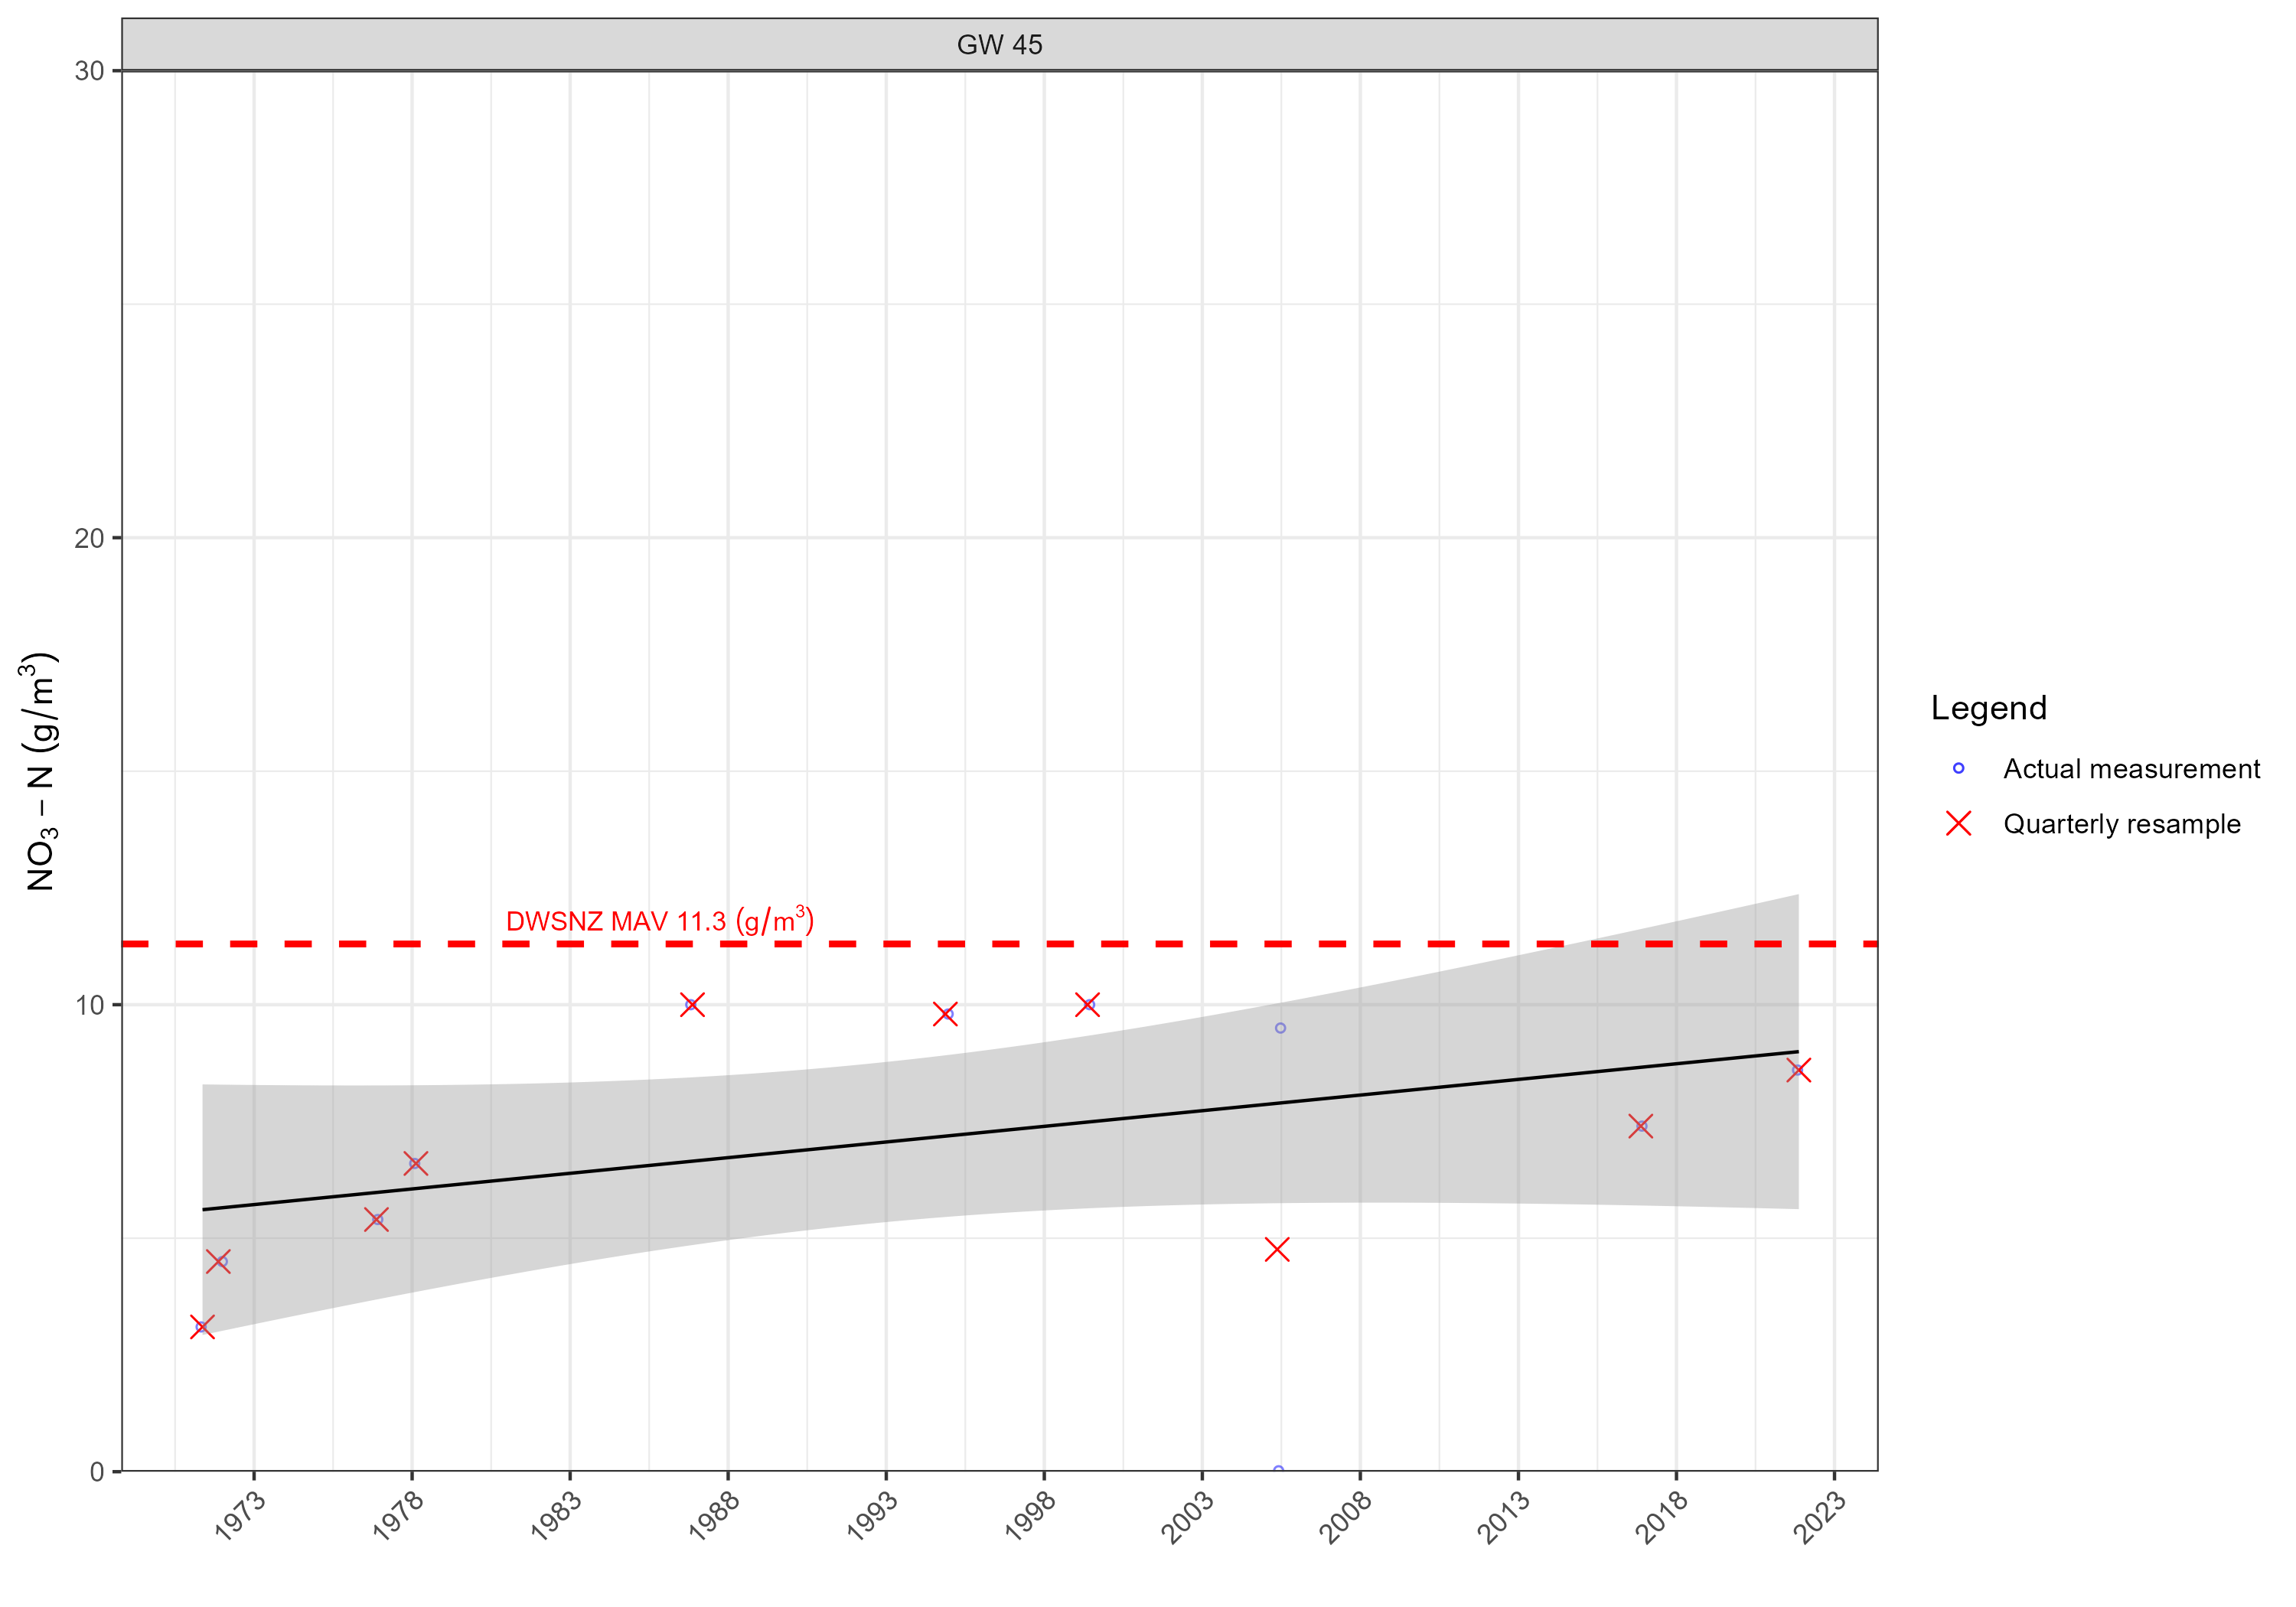 GW 45
30
20
10
0
NO₃ – N (g/m³)
DWSNZ MAV 11.3 (g/m³)
1973
1978
1983
1988
1993
1998
2003
2008
2013
2018
2023
Legend
Actual measurement
Quarterly resample